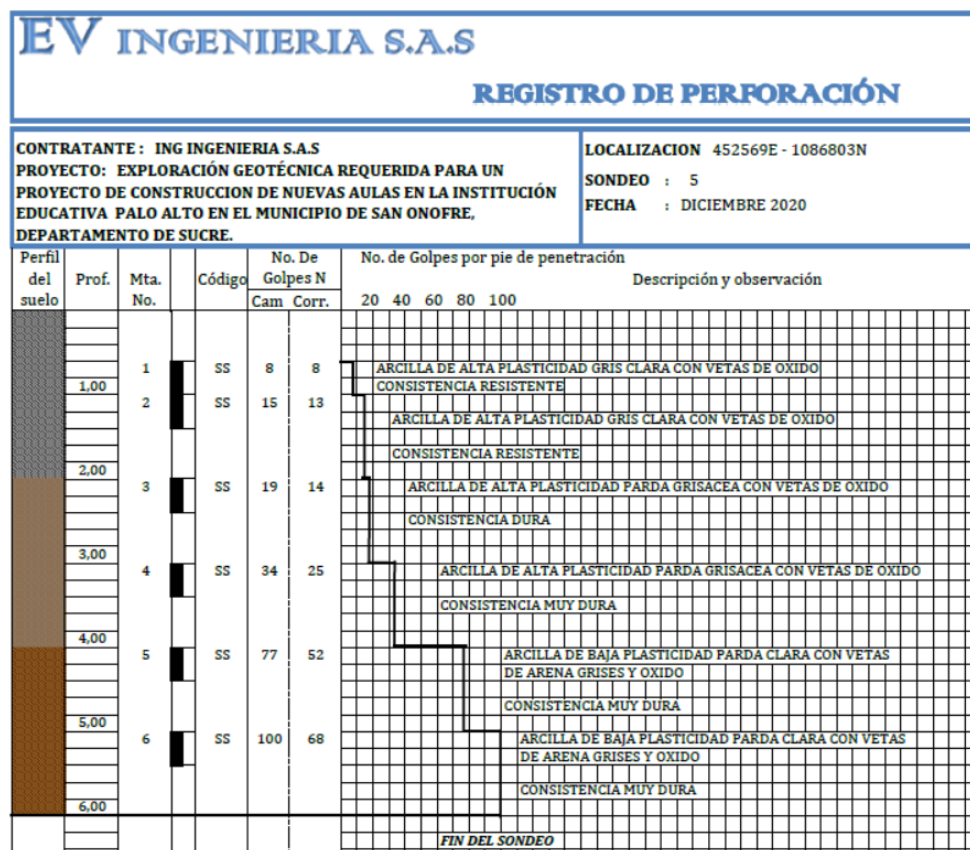 EV INGENIERIA S.A.S
REGISTRO DE PERFORACIÓN
CONTRATANTE : ING INGENIERIA S.A.S
PROYECTO: EXPLORACIÓN GEOTÉCNICA REQUERIDA PARA UN
PROYECTO DE CONSTRUCCION DE NUEVAS AULAS EN LA INSTITUCIÓN
EDUCATIVA PALO ALTO EN EL MUNICIPIO DE SAN ONOFRE,
DEPARTAMENTO DE SUCRE.
LOCALIZACION 452569E - 1086803N
SONDEO : 5
FECHA : DICIEMBRE 2020
Perfil del suelo
Prof.
Mta. No.
Código
No. De Golpes N
Cam Corr.
No. de Golpes por pie de penetración
Descripción y observación
20 40 60 80 100
1 SS 8 8 ARCILLA DE ALTA PLASTICIDAD GRIS CLARA CON VETAS DE OXIDO
1,00 CONSISTENCIA RESISTENTE
2 SS 15 13
ARCILLA DE ALTA PLASTICIDAD GRIS CLARA CON VETAS DE OXIDO
CONSISTENCIA RESISTENTE
2,00
3 SS 19 14 ARCILLA DE ALTA PLASTICIDAD PARDA GRISACEA CON VETAS DE OXIDO
CONSISTENCIA DURA
3,00
4 SS 34 25 ARCILLA DE ALTA PLASTICIDAD PARDA GRISACEA CON VETAS DE OXIDO
CONSISTENCIA MUY DURA
4,00
5 SS 77 52 ARCILLA DE BAJA PLASTICIDAD PARDA CLARA CON VETAS
DE ARENA GRISES Y OXIDO
CONSISTENCIA MUY DURA
5,00
6 SS 100 68 ARCILLA DE BAJA PLASTICIDAD PARDA CLARA CON VETAS
DE ARENA GRISES Y OXIDO
CONSISTENCIA MUY DURA
6,00
FIN DEL SONDEO